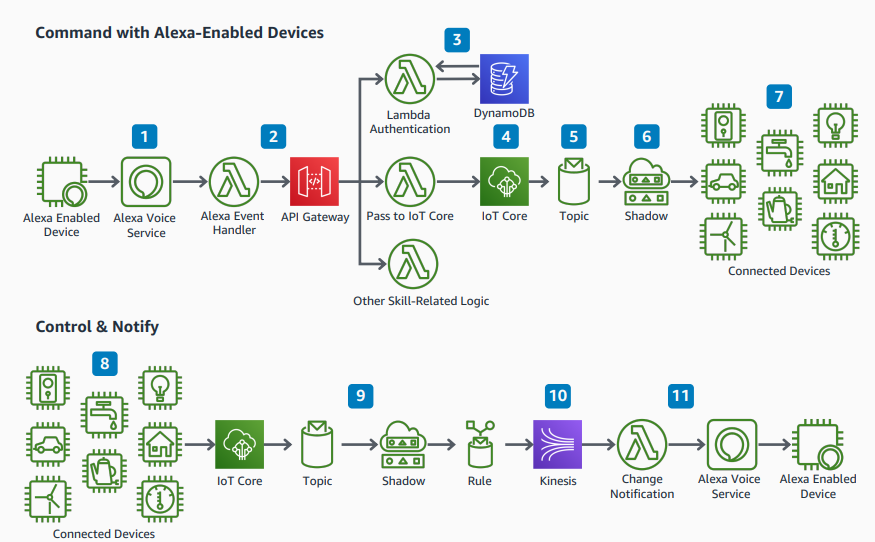 Command with Alexa-Enabled Devices
3
Lambda
Authentication
DynamoDB
1
2
4
5
6
7
Alexa Enabled
Device
Alexa Voice
Service
Alexa Event
Handler
API Gateway
Pass to IoT Core
IoT Core
Topic
Shadow
Connected Devices
Other Skill-Related Logic
Control & Notify
8
9
10
11
IoT Core
Topic
Shadow
Rule
Kinesis
Change
Notification
Alexa Voice
Service
Alexa Enabled
Device
Connected Devices